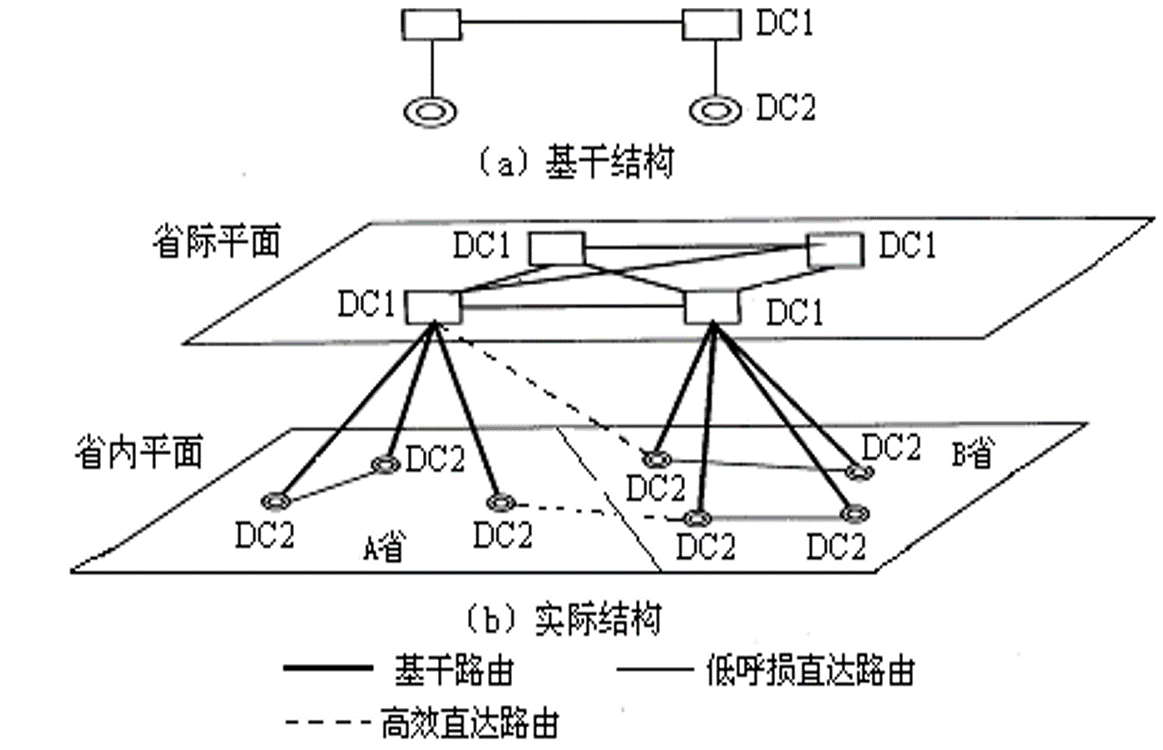 DC1
DC2
（a）基干结构
省际平面
DC1
DC1
DC1
DC1
省内平面
DC2
DC2
B省
DC2
DC2
DC2
DC2
DC2
A省
（b）实际结构
基干路由
低呼损直达路由
高效直达路由